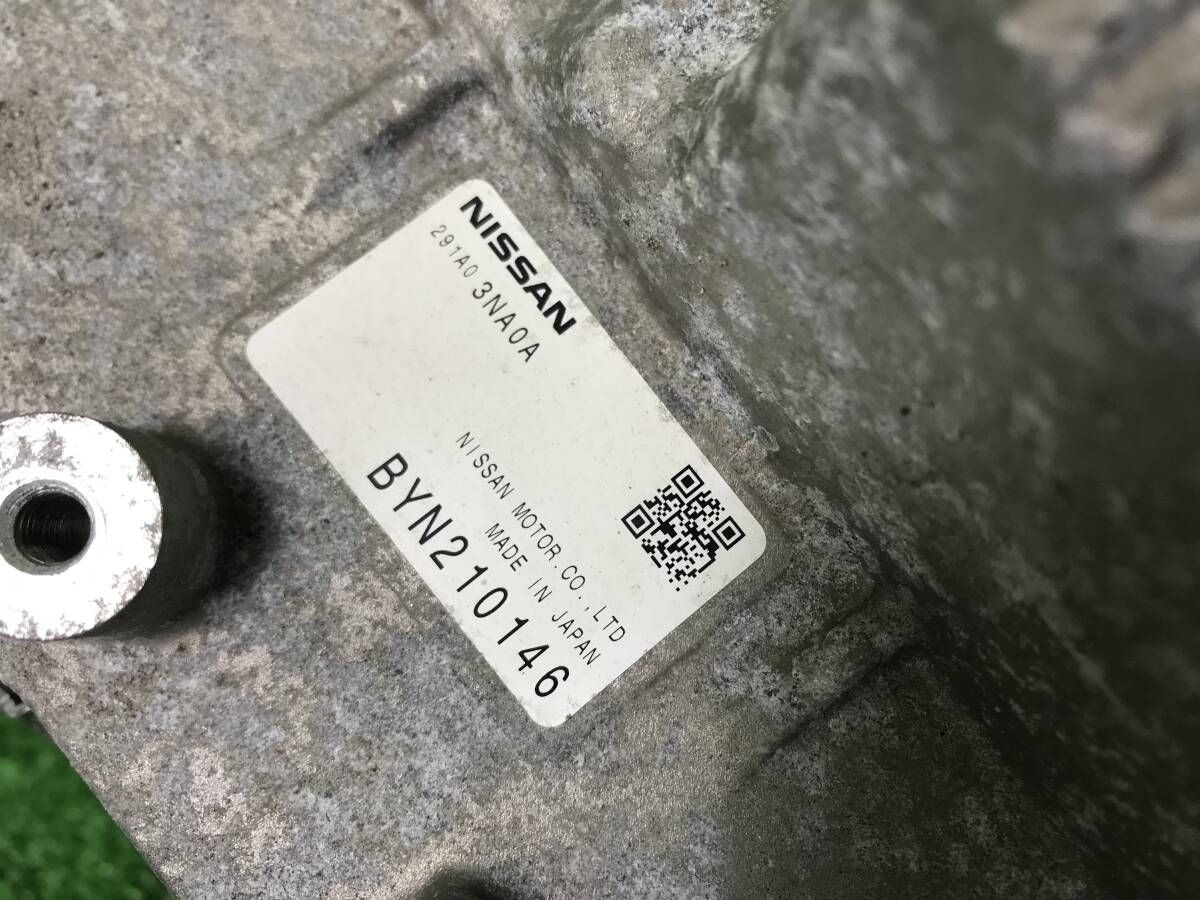 NISSAN
291A0 3NA0A
NISSAN MOTOR.CO.,LTD
MADE IN JAPAN
BYN210146